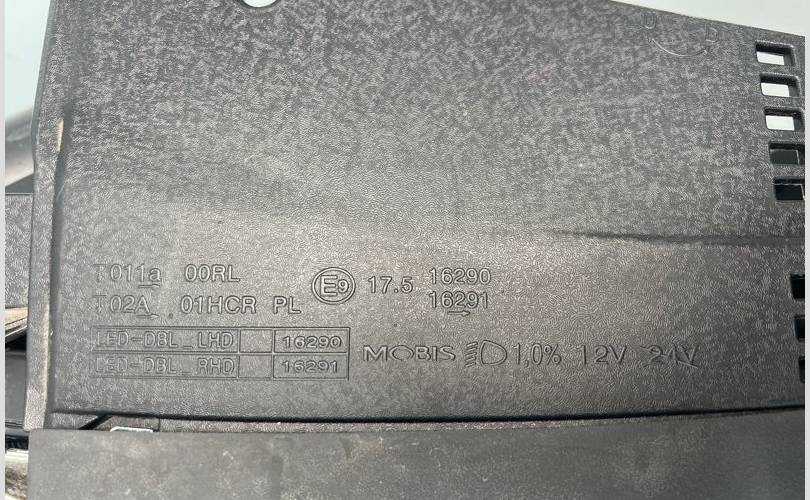 T011a 00RL
T02A 01HCR PL
E9 17.5 16290
16291
LED-DBL_LHD 16290
LED-DBL_RHD 16291
MOBIS 1,0% 12V 24V